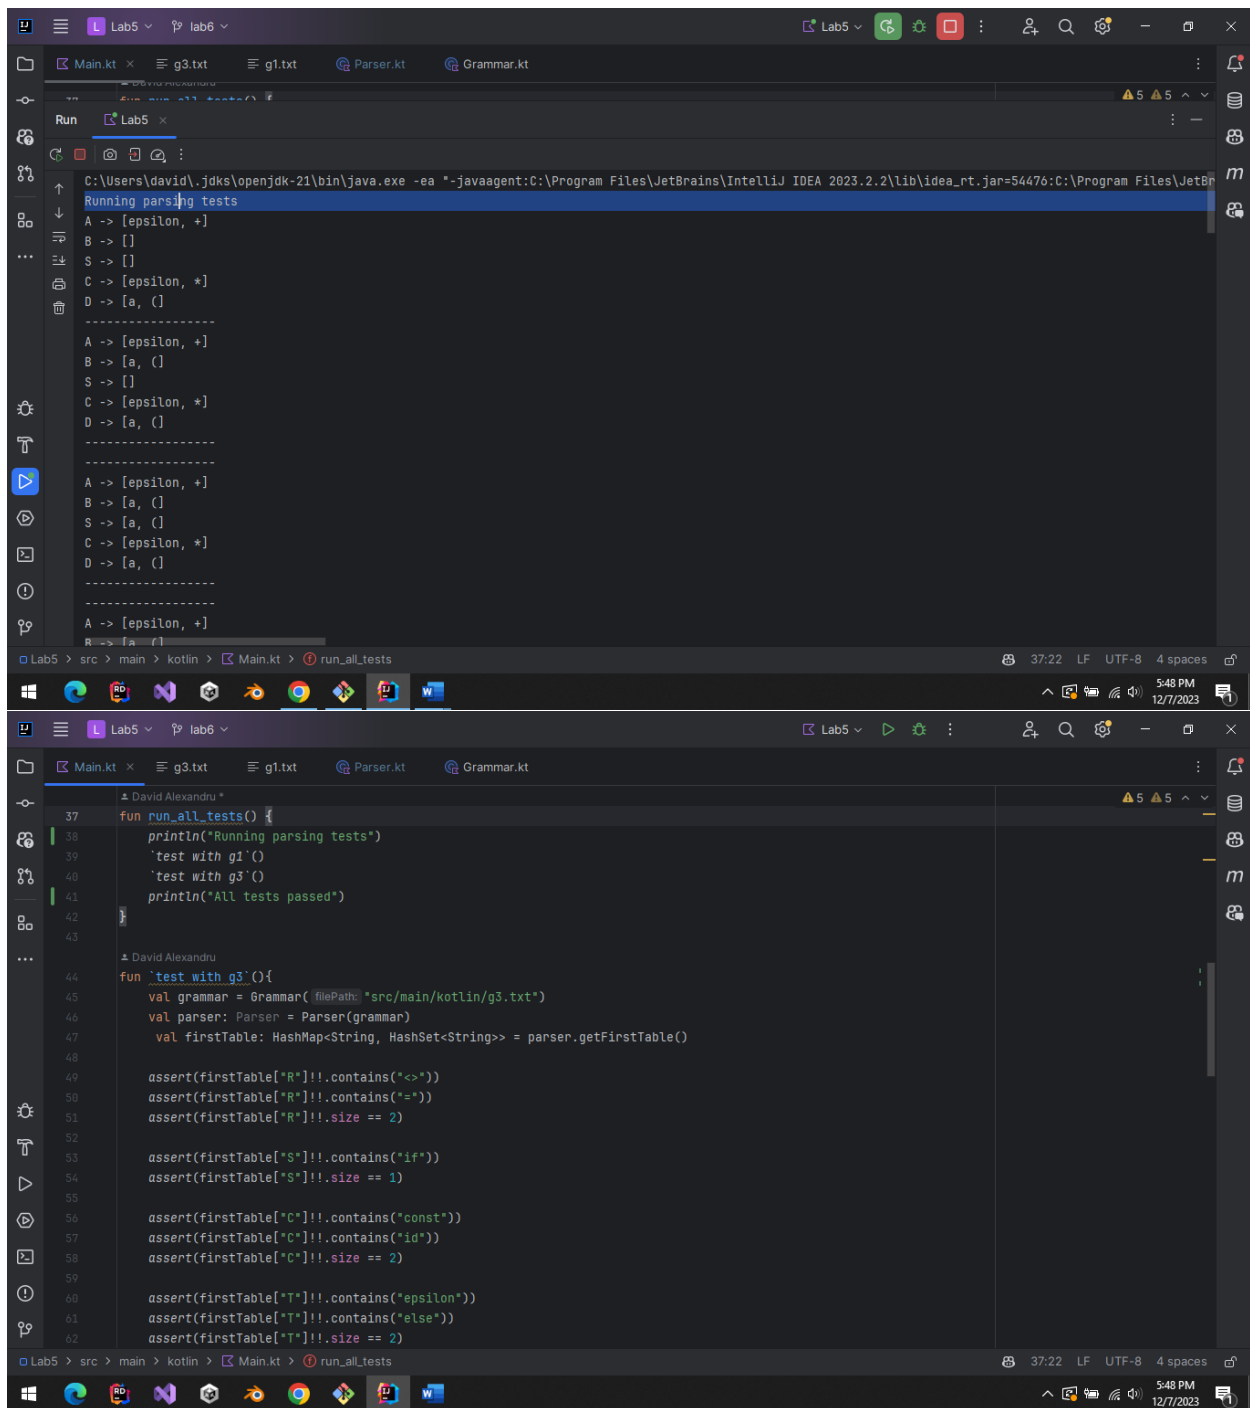 Lab5 lab6 Lab5
Main.kt g3.txt g1.txt Parser.kt Grammar.kt
David Alexandru
37 fun run_all_tests() { 5 5
Run Lab5
C:\Users\david\.jdks\openjdk-21\bin\java.exe -ea "-javaagent:C:\Program Files\JetBrains\IntelliJ IDEA 2023.2.2\lib\idea_rt.jar=54476:C:\Program Files\JetBr
Running parsing tests
A -> [epsilon, +]
B -> []
S -> []
C -> [epsilon, *]
D -> [a, (]
------------------
A -> [epsilon, +]
B -> [a, (]
S -> []
C -> [epsilon, *]
D -> [a, (]
------------------
------------------
A -> [epsilon, +]
B -> [a, (]
S -> [a, (]
C -> [epsilon, *]
D -> [a, (]
------------------
------------------
A -> [epsilon, +]
B -> [a, (]
Lab5 > src > main > kotlin > Main.kt > run_all_tests 37:22 LF UTF-8 4 spaces
5:48 PM
12/7/2023
Lab5 lab6 Lab5
Main.kt g3.txt g1.txt Parser.kt Grammar.kt
David Alexandru * 5 5
37 fun run_all_tests() {
38 println("Running parsing tests")
39 `test with g1`()
40 `test with g3`()
41 println("All tests passed")
42 }
43
David Alexandru
44 fun `test with g3`(){
45 val grammar = Grammar( filePath: "src/main/kotlin/g3.txt")
46 val parser: Parser = Parser(grammar)
47 val firstTable: HashMap<String, HashSet<String>> = parser.getFirstTable()
48
49 assert(firstTable["R"]!!.contains("<>"))
50 assert(firstTable["R"]!!.contains("="))
51 assert(firstTable["R"]!!.size == 2)
52
53 assert(firstTable["S"]!!.contains("if"))
54 assert(firstTable["S"]!!.size == 1)
55
56 assert(firstTable["C"]!!.contains("const"))
57 assert(firstTable["C"]!!.contains("id"))
58 assert(firstTable["C"]!!.size == 2)
59
60 assert(firstTable["T"]!!.contains("epsilon"))
61 assert(firstTable["T"]!!.contains("else"))
62 assert(firstTable["T"]!!.size == 2)
Lab5 > src > main > kotlin > Main.kt > run_all_tests 37:22 LF UTF-8 4 spaces
5:48 PM
12/7/2023